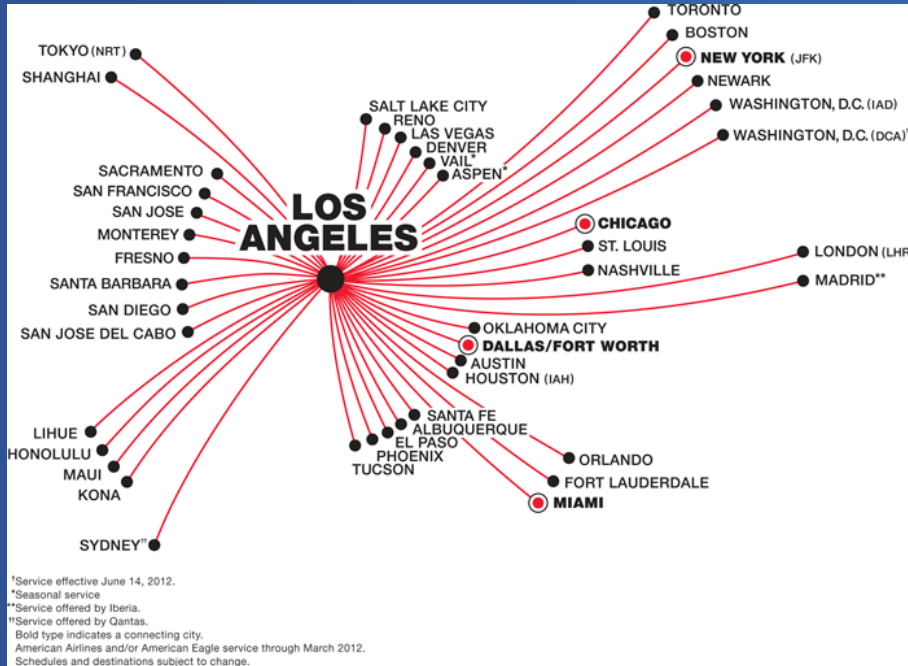 TORONTO
BOSTON
NEW YORK (JFK)
NEWARK
WASHINGTON, D.C. (IAD)
WASHINGTON, D.C. (DCA)†
TOKYO (NRT)
SHANGHAI
SALT LAKE CITY
RENO
LAS VEGAS
DENVER
VAIL*
ASPEN*
SACRAMENTO
SAN FRANCISCO
SAN JOSE
MONTEREY
FRESNO
SANTA BARBARA
SAN DIEGO
SAN JOSE DEL CABO
LOS
ANGELES
CHICAGO
ST. LOUIS
NASHVILLE
LONDON (LHR
MADRID**
OKLAHOMA CITY
DALLAS/FORT WORTH
AUSTIN
HOUSTON (IAH)
SANTA FE
ALBUQUERQUE
EL PASO
PHOENIX
TUCSON
ORLANDO
FORT LAUDERDALE
MIAMI
LIHUE
HONOLULU
MAUI
KONA
SYDNEY††
†Service effective June 14, 2012.
*Seasonal service
**Service offered by Iberia.
††Service offered by Qantas.
Bold type indicates a connecting city.
American Airlines and/or American Eagle service through March 2012.
Schedules and destinations subject to change.